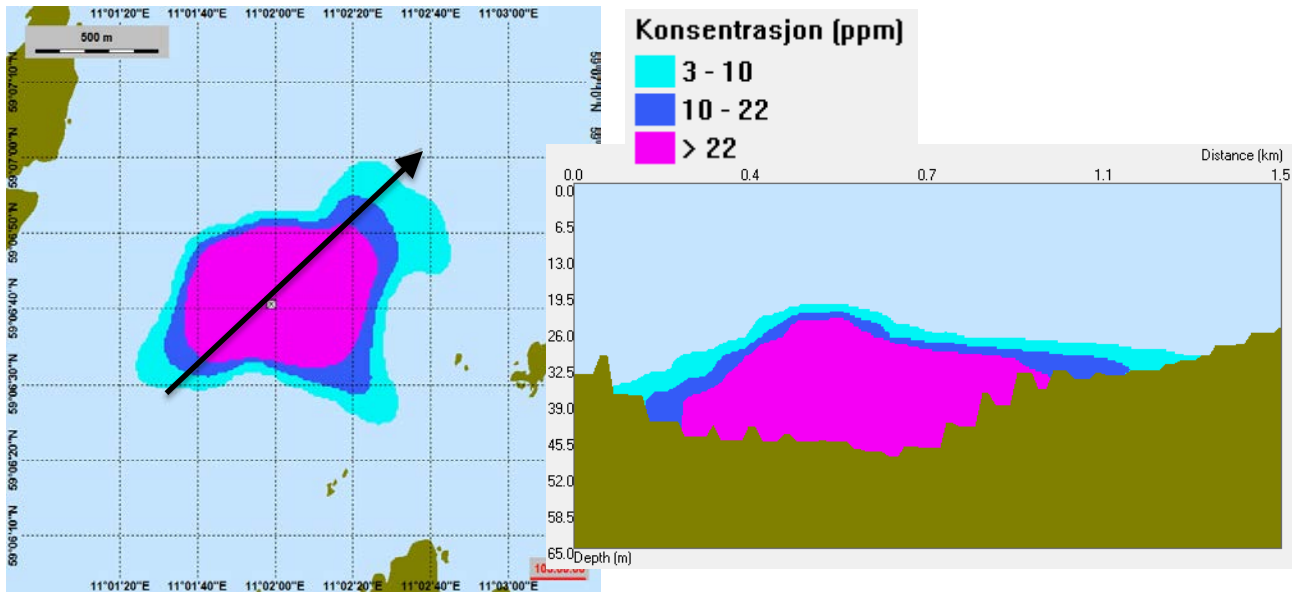 11°01'20"E 11°01'40"E 11°02'00"E 11°02'20"E 11°02'40"E 11°03'00"E
500 m
59°07'10"N
59°07'00"N
59°06'50"N
59°06'40"N
59°06'30"N
59°06'20"N
59°06'10"N
11°01'20"E 11°01'40"E 11°02'00"E 11°02'20"E 11°02'40"E 11°03'00"E
Konsentrasjon (ppm)
3 - 10
10 - 22
> 22
Distance (km)
0.0 0.4 0.7 1.1 1.5
0.0
6.5
13.0
19.5
26.0
32.5
39.0
45.5
52.0
58.5
65.0
Depth (m)